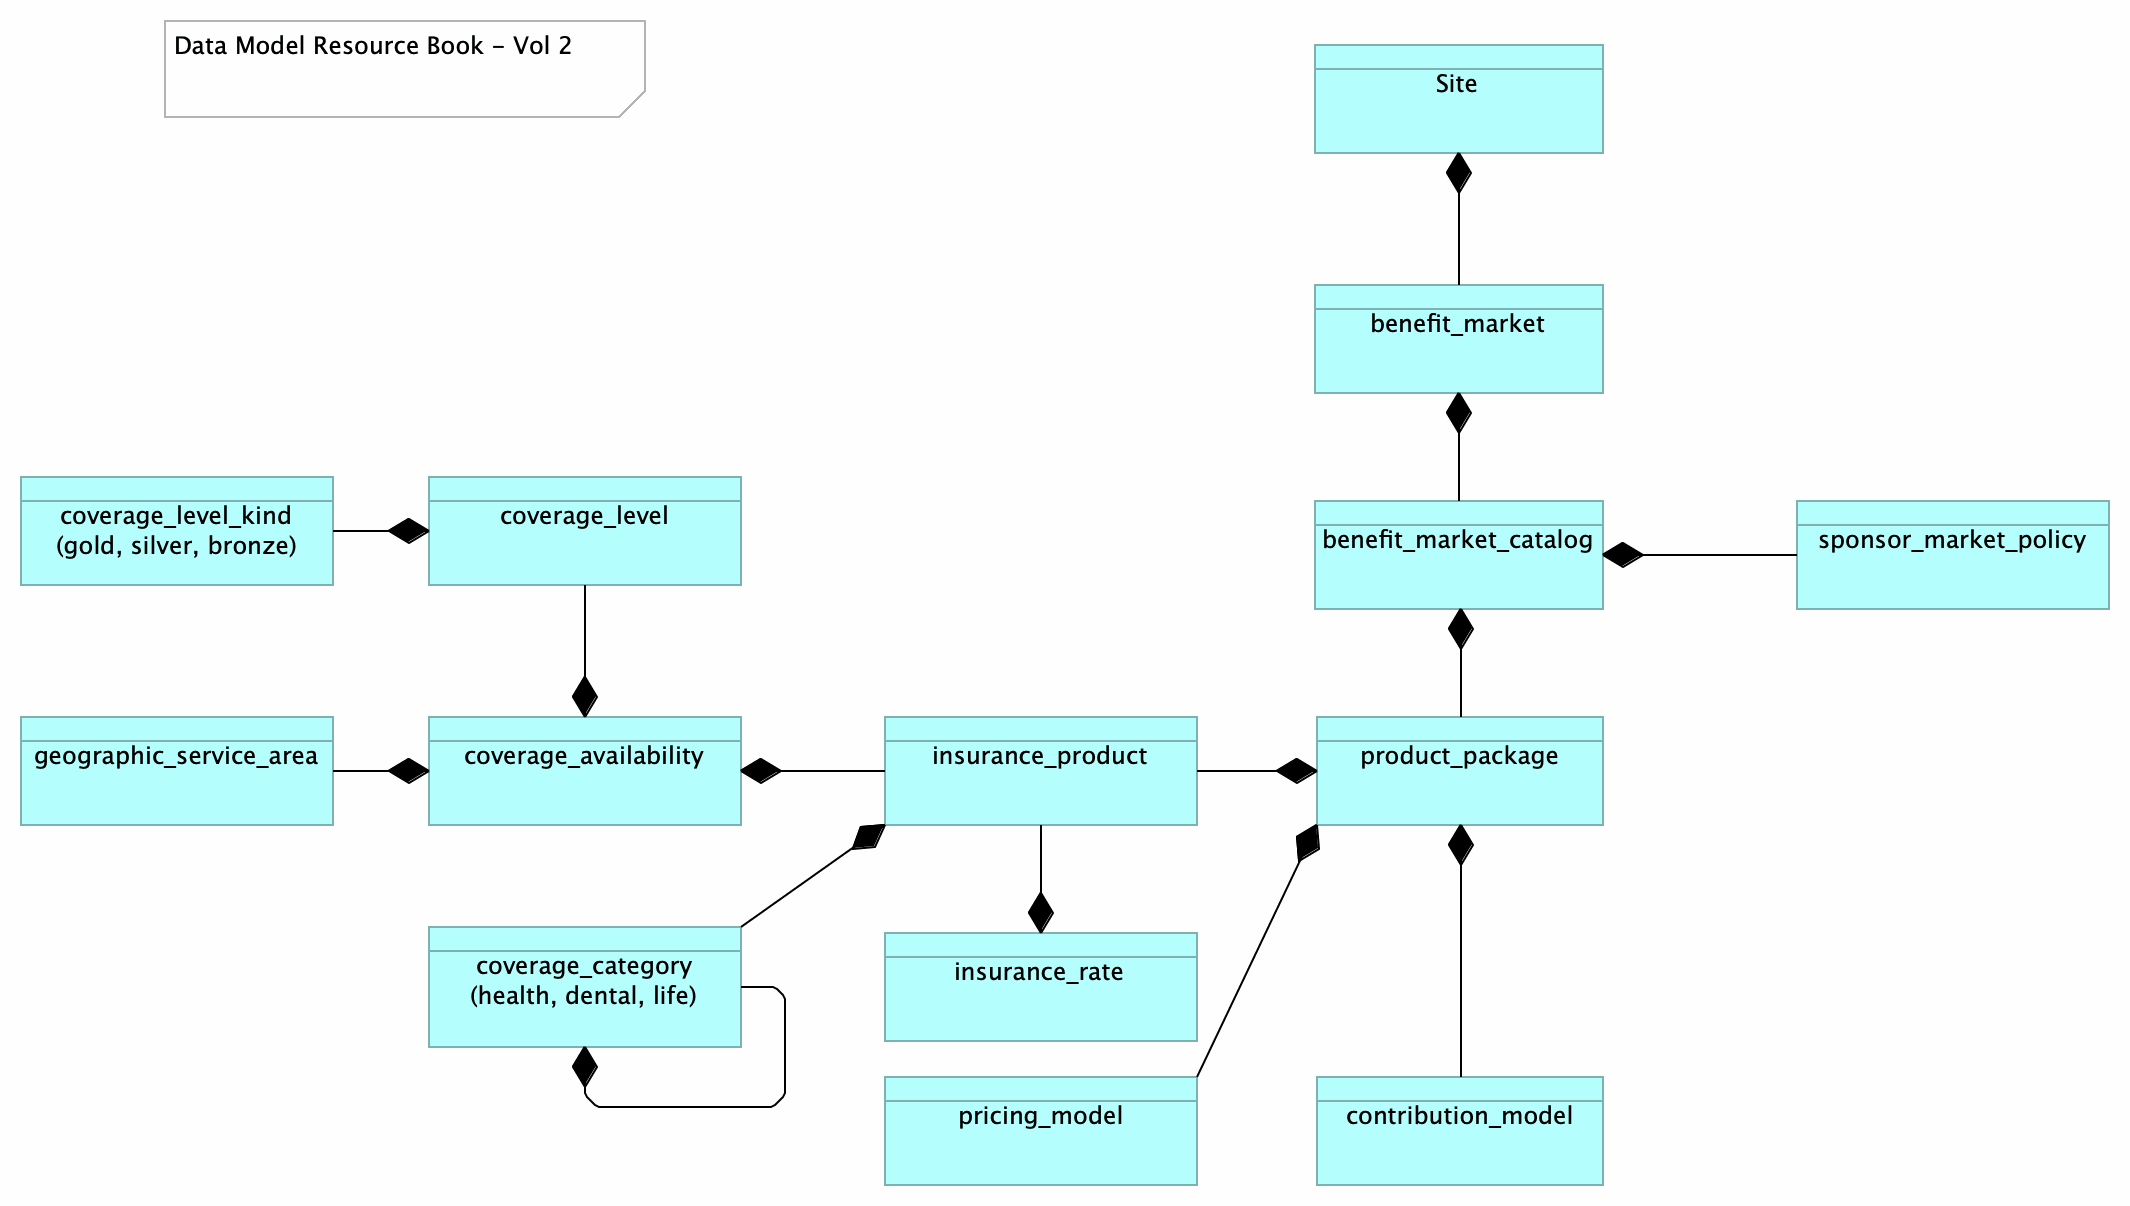 Data Model Resource Book – Vol 2
Site
benefit_market
coverage_level_kind
(gold, silver, bronze)
coverage_level
benefit_market_catalog
sponsor_market_policy
geographic_service_area
coverage_availability
insurance_product
product_package
coverage_category
(health, dental, life)
insurance_rate
pricing_model
contribution_model